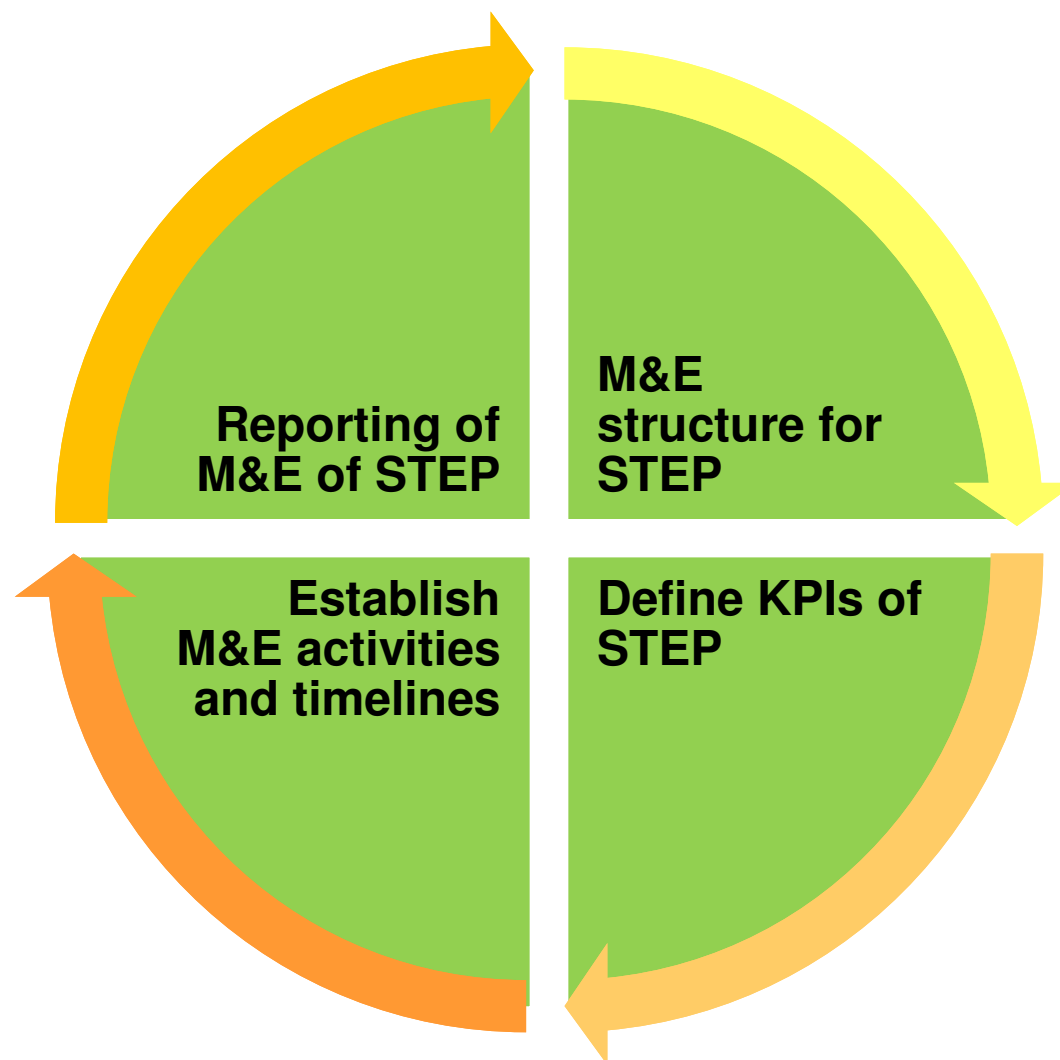 Reporting of
M&E of STEP
M&E
structure for
STEP
Establish
M&E activities
and timelines
Define KPIs of
STEP